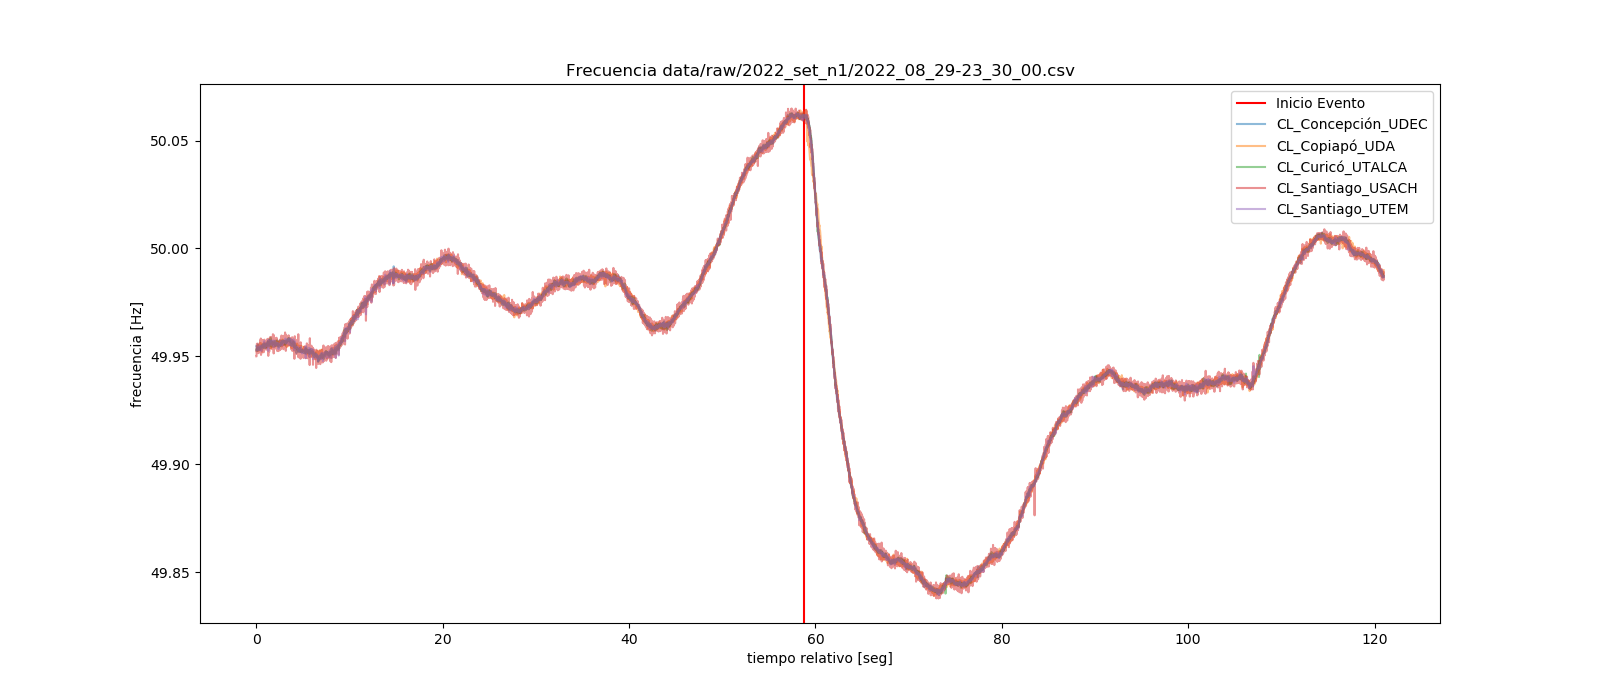 Frecuencia data/raw/2022_set_n1/2022_08_29-23_30_00.csv
Inicio Evento
CL_Concepción_UDEC
CL_Copiapó_UDA
CL_Curicó_UTALCA
CL_Santiago_USACH
CL_Santiago_UTEM
frecuencia [Hz]
50.05
50.00
49.95
49.90
49.85
0 20 40 60 80 100 120
tiempo relativo [seg]